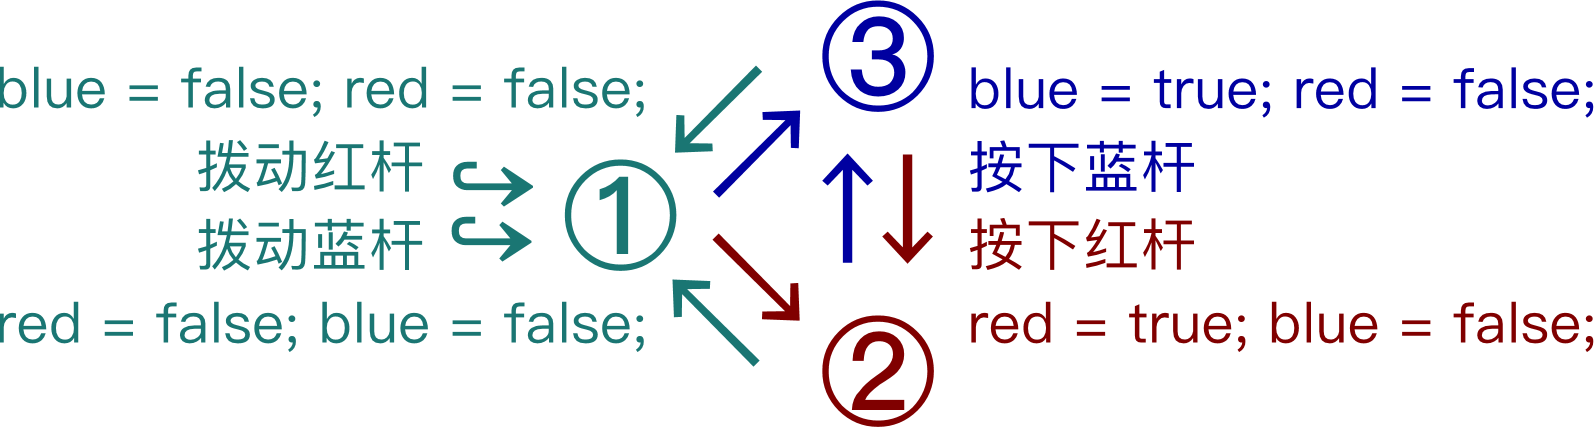 blue = false; red = false;
拨动红杆
拨动蓝杆
red = false; blue = false;
①
③
②
blue = true; red = false;
按下蓝杆
按下红杆
red = true; blue = false;